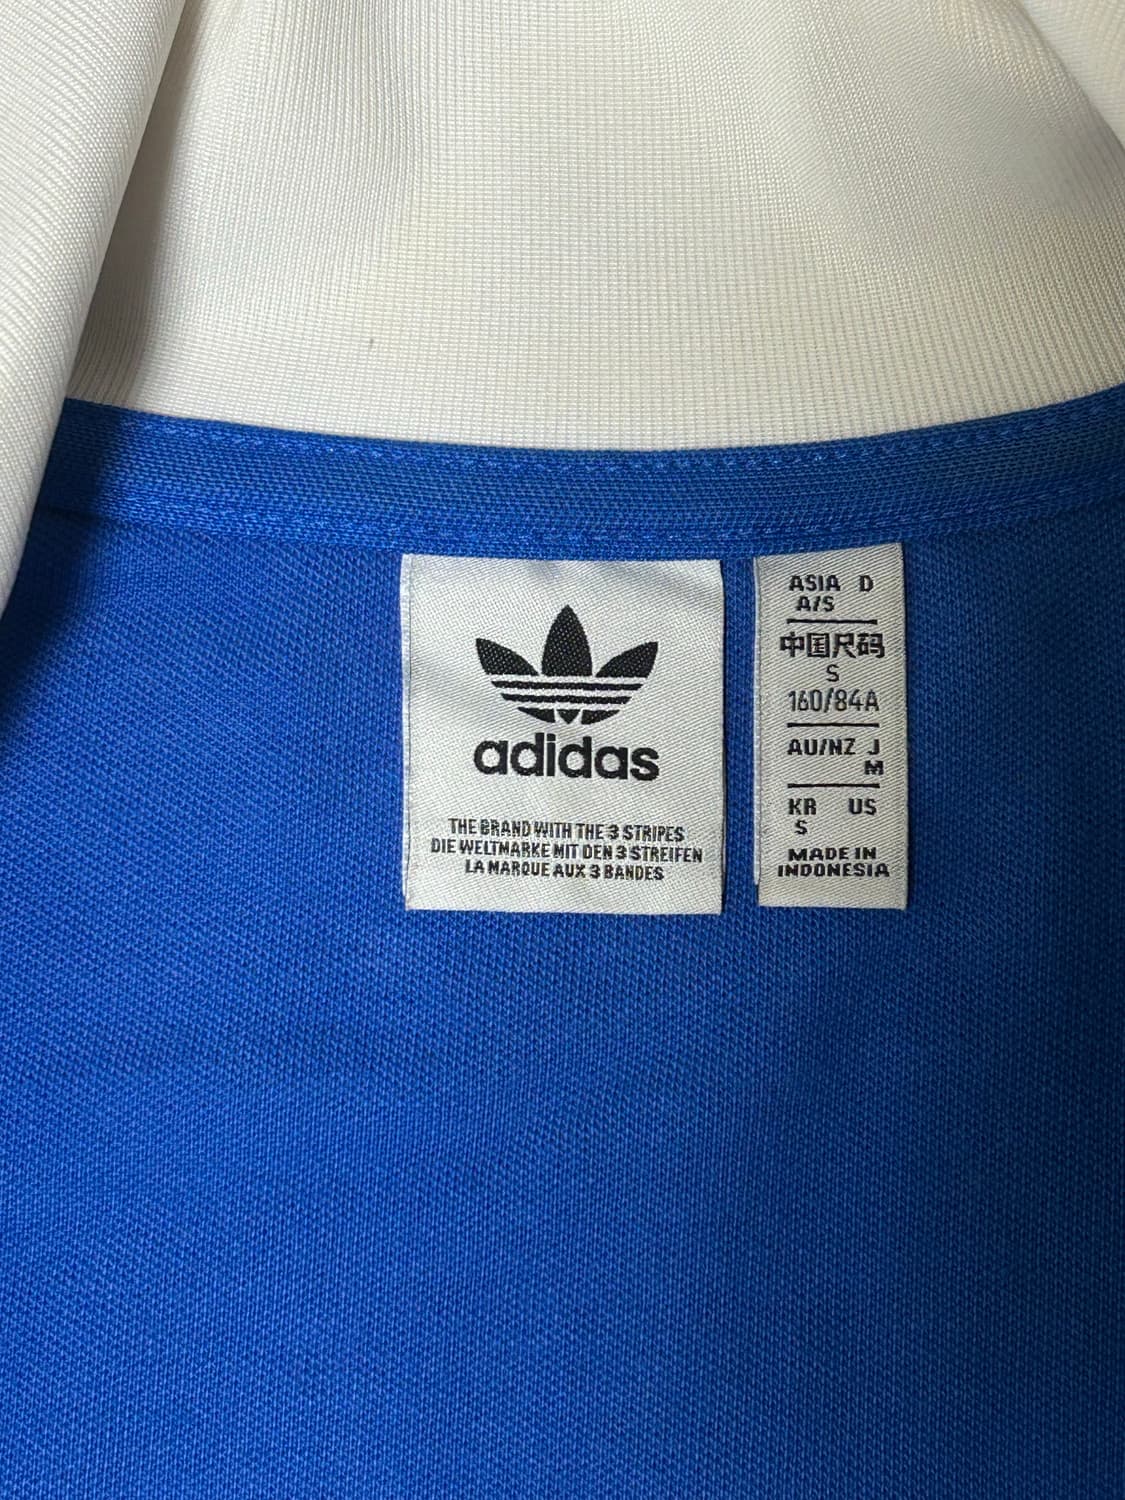 adidas
THE BRAND WITH THE 3 STRIPES
DIE WELTMARKE MIT DEN 3 STREIFEN
LA MARQUE AUX 3 BANDES
ASIA D
A/S
中国尺码
S
160/84A
AU/NZ J
M
KR US
S
MADE IN
INDONESIA